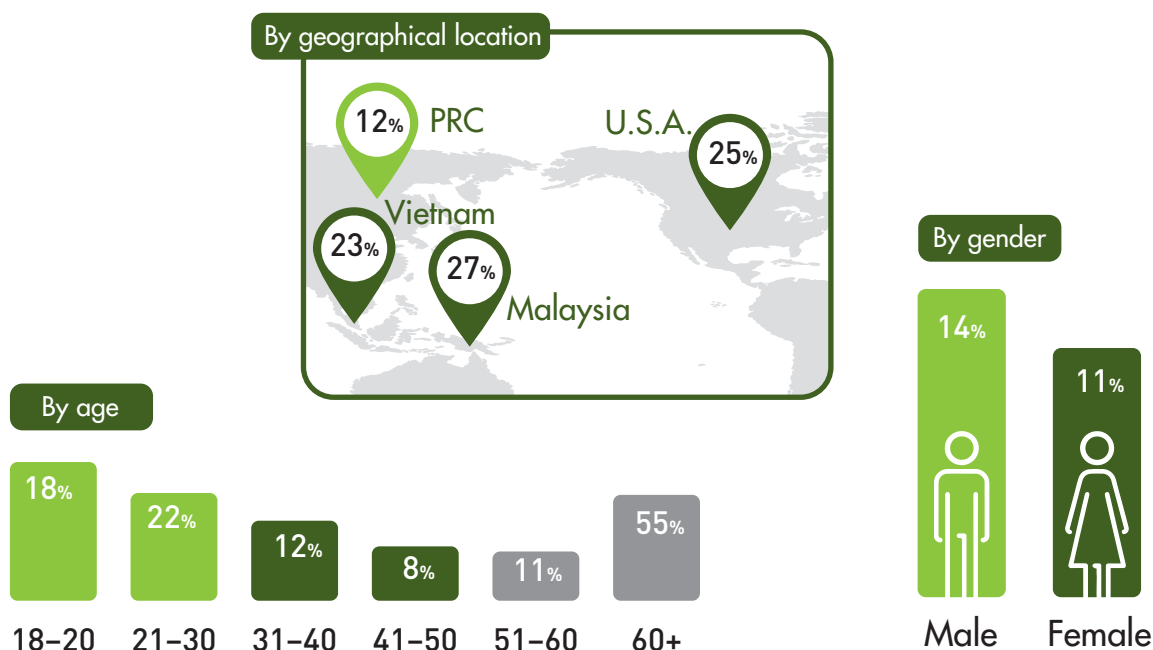 By geographical location
12% PRC
U.S.A.
25%
Vietnam
23%
27%
Malaysia
By gender
14%
11%
Male Female
By age
18%
22%
12%
8%
11%
55%
18–20 21–30 31–40 41–50 51–60 60+